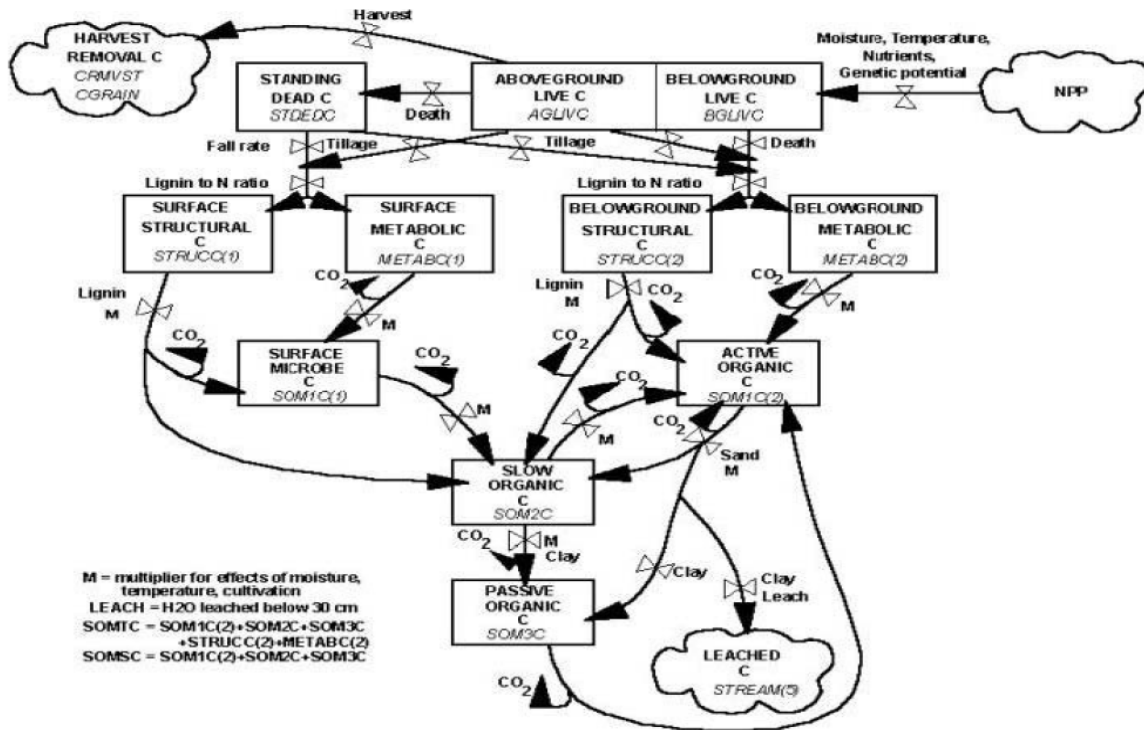 Harvest
HARVEST
REMOVAL C
CRMVST
CGRAIN
STANDING
DEAD C
STDEDC
Death
ABOVEGROUND
LIVE C
AGLIVC
BELOWGROUND
LIVE C
BGLIVC
Moisture, Temperature,
Nutrients,
Genetic potential
NPP
Fall rate
Tillage
Tillage
Death
Lignin to N ratio
Lignin to N ratio
SURFACE
STRUCTURAL
C
STRUCC(1)
SURFACE
METABOLIC
C
METABC(1)
BELOWGROUND
STRUCTURAL
C
STRUCC(2)
BELOWGROUND
METABOLIC
C
METABC(2)
Lignin
M
CO2
M
Lignin
M
CO2
CO2
M
CO2
SURFACE
MICROBE
C
SOM1C(1)
CO2
CO2
CO2
ACTIVE
ORGANIC
C
SOM1C(2)
M
M
CO2
Sand
M
SLOW
ORGANIC
C
SOM2C
CO2
M
Clay
Clay
Clay
Leach
PASSIVE
ORGANIC
C
SOM3C
CO2
LEACHED
C
STREAM(5)
M = multiplier for effects of moisture,
temperature, cultivation
LEACH = H2O leached below 30 cm
SOMTC = SOM1C(2)+SOM2C+SOM3C
+STRUCC(2)+METABC(2)
SOMSC = SOM1C(2)+SOM2C+SOM3C